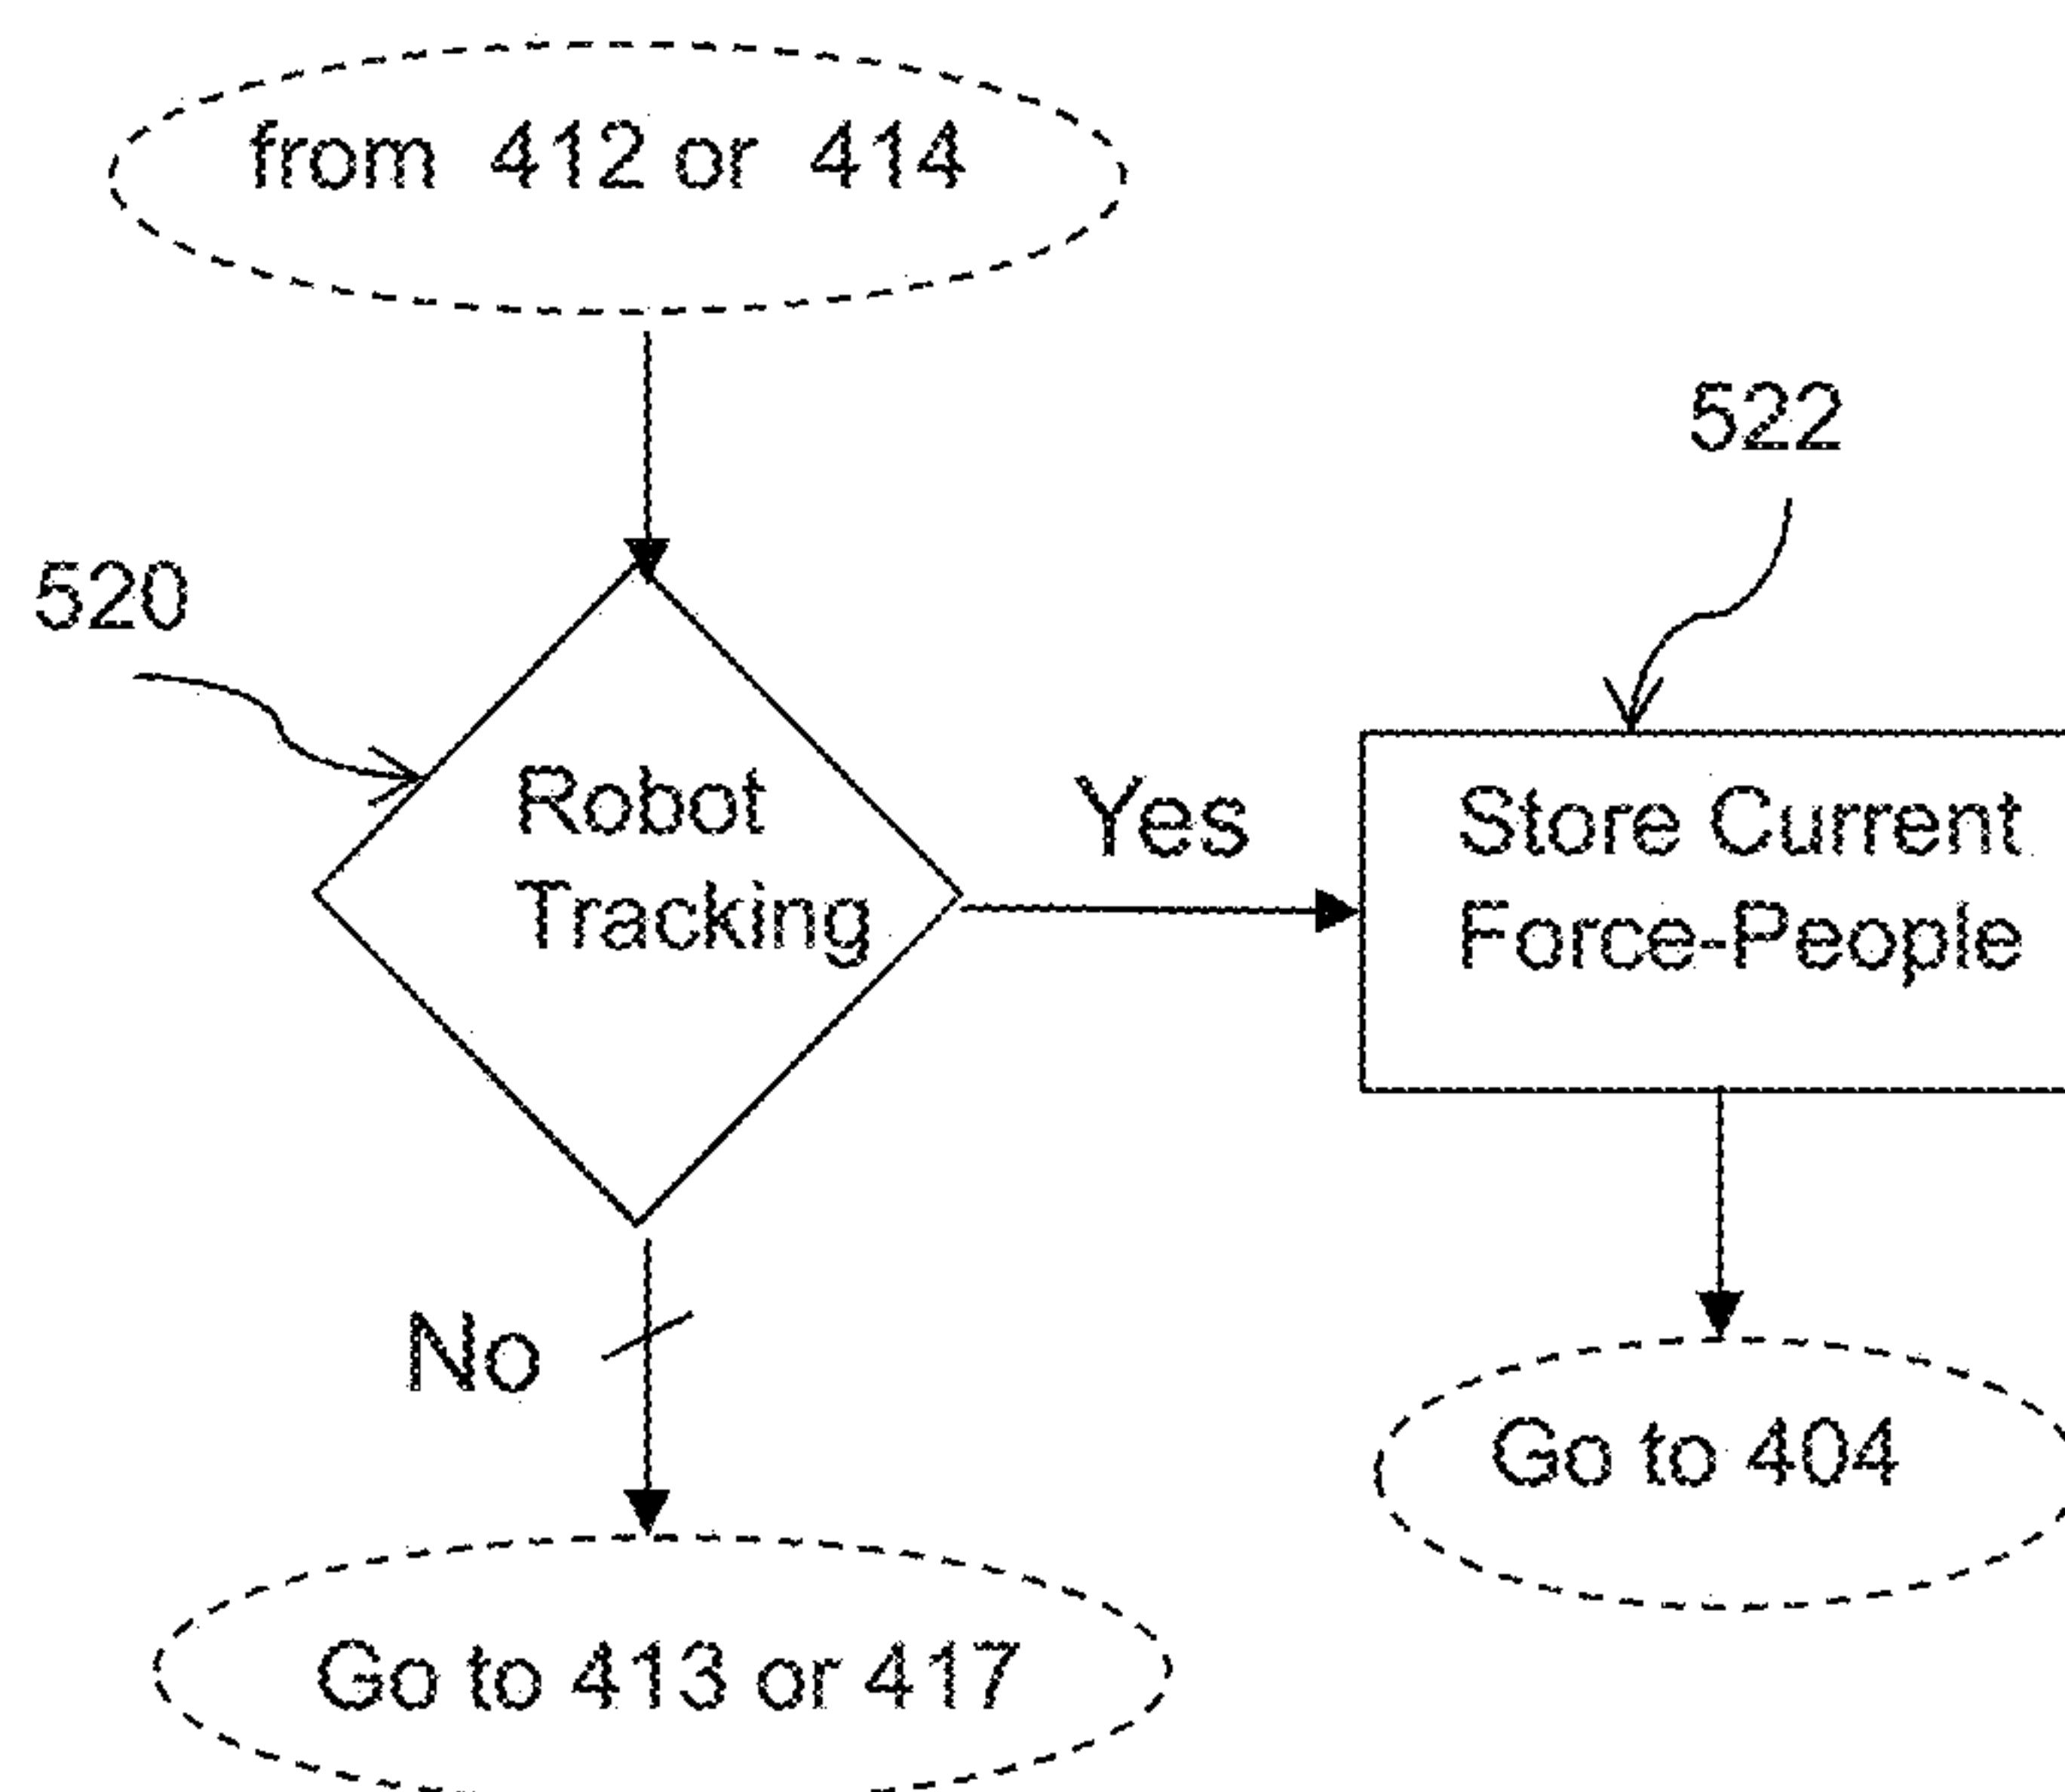 from 412 or 414
522
520
Robot
Tracking
Yes
Store Current
Force-People
No
Go to 404
Go to 413 or 417